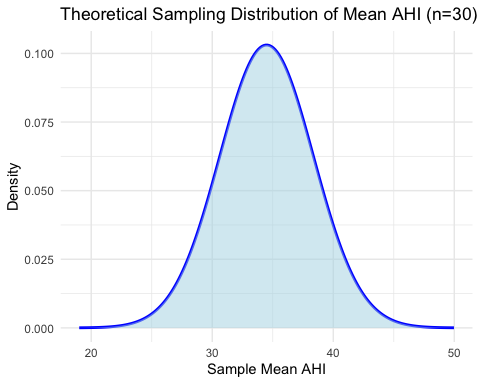 Theoretical Sampling Distribution of Mean AHI (n=30)
0.100
0.075
0.050
0.025
0.000
Density
20 30 40 50
Sample Mean AHI